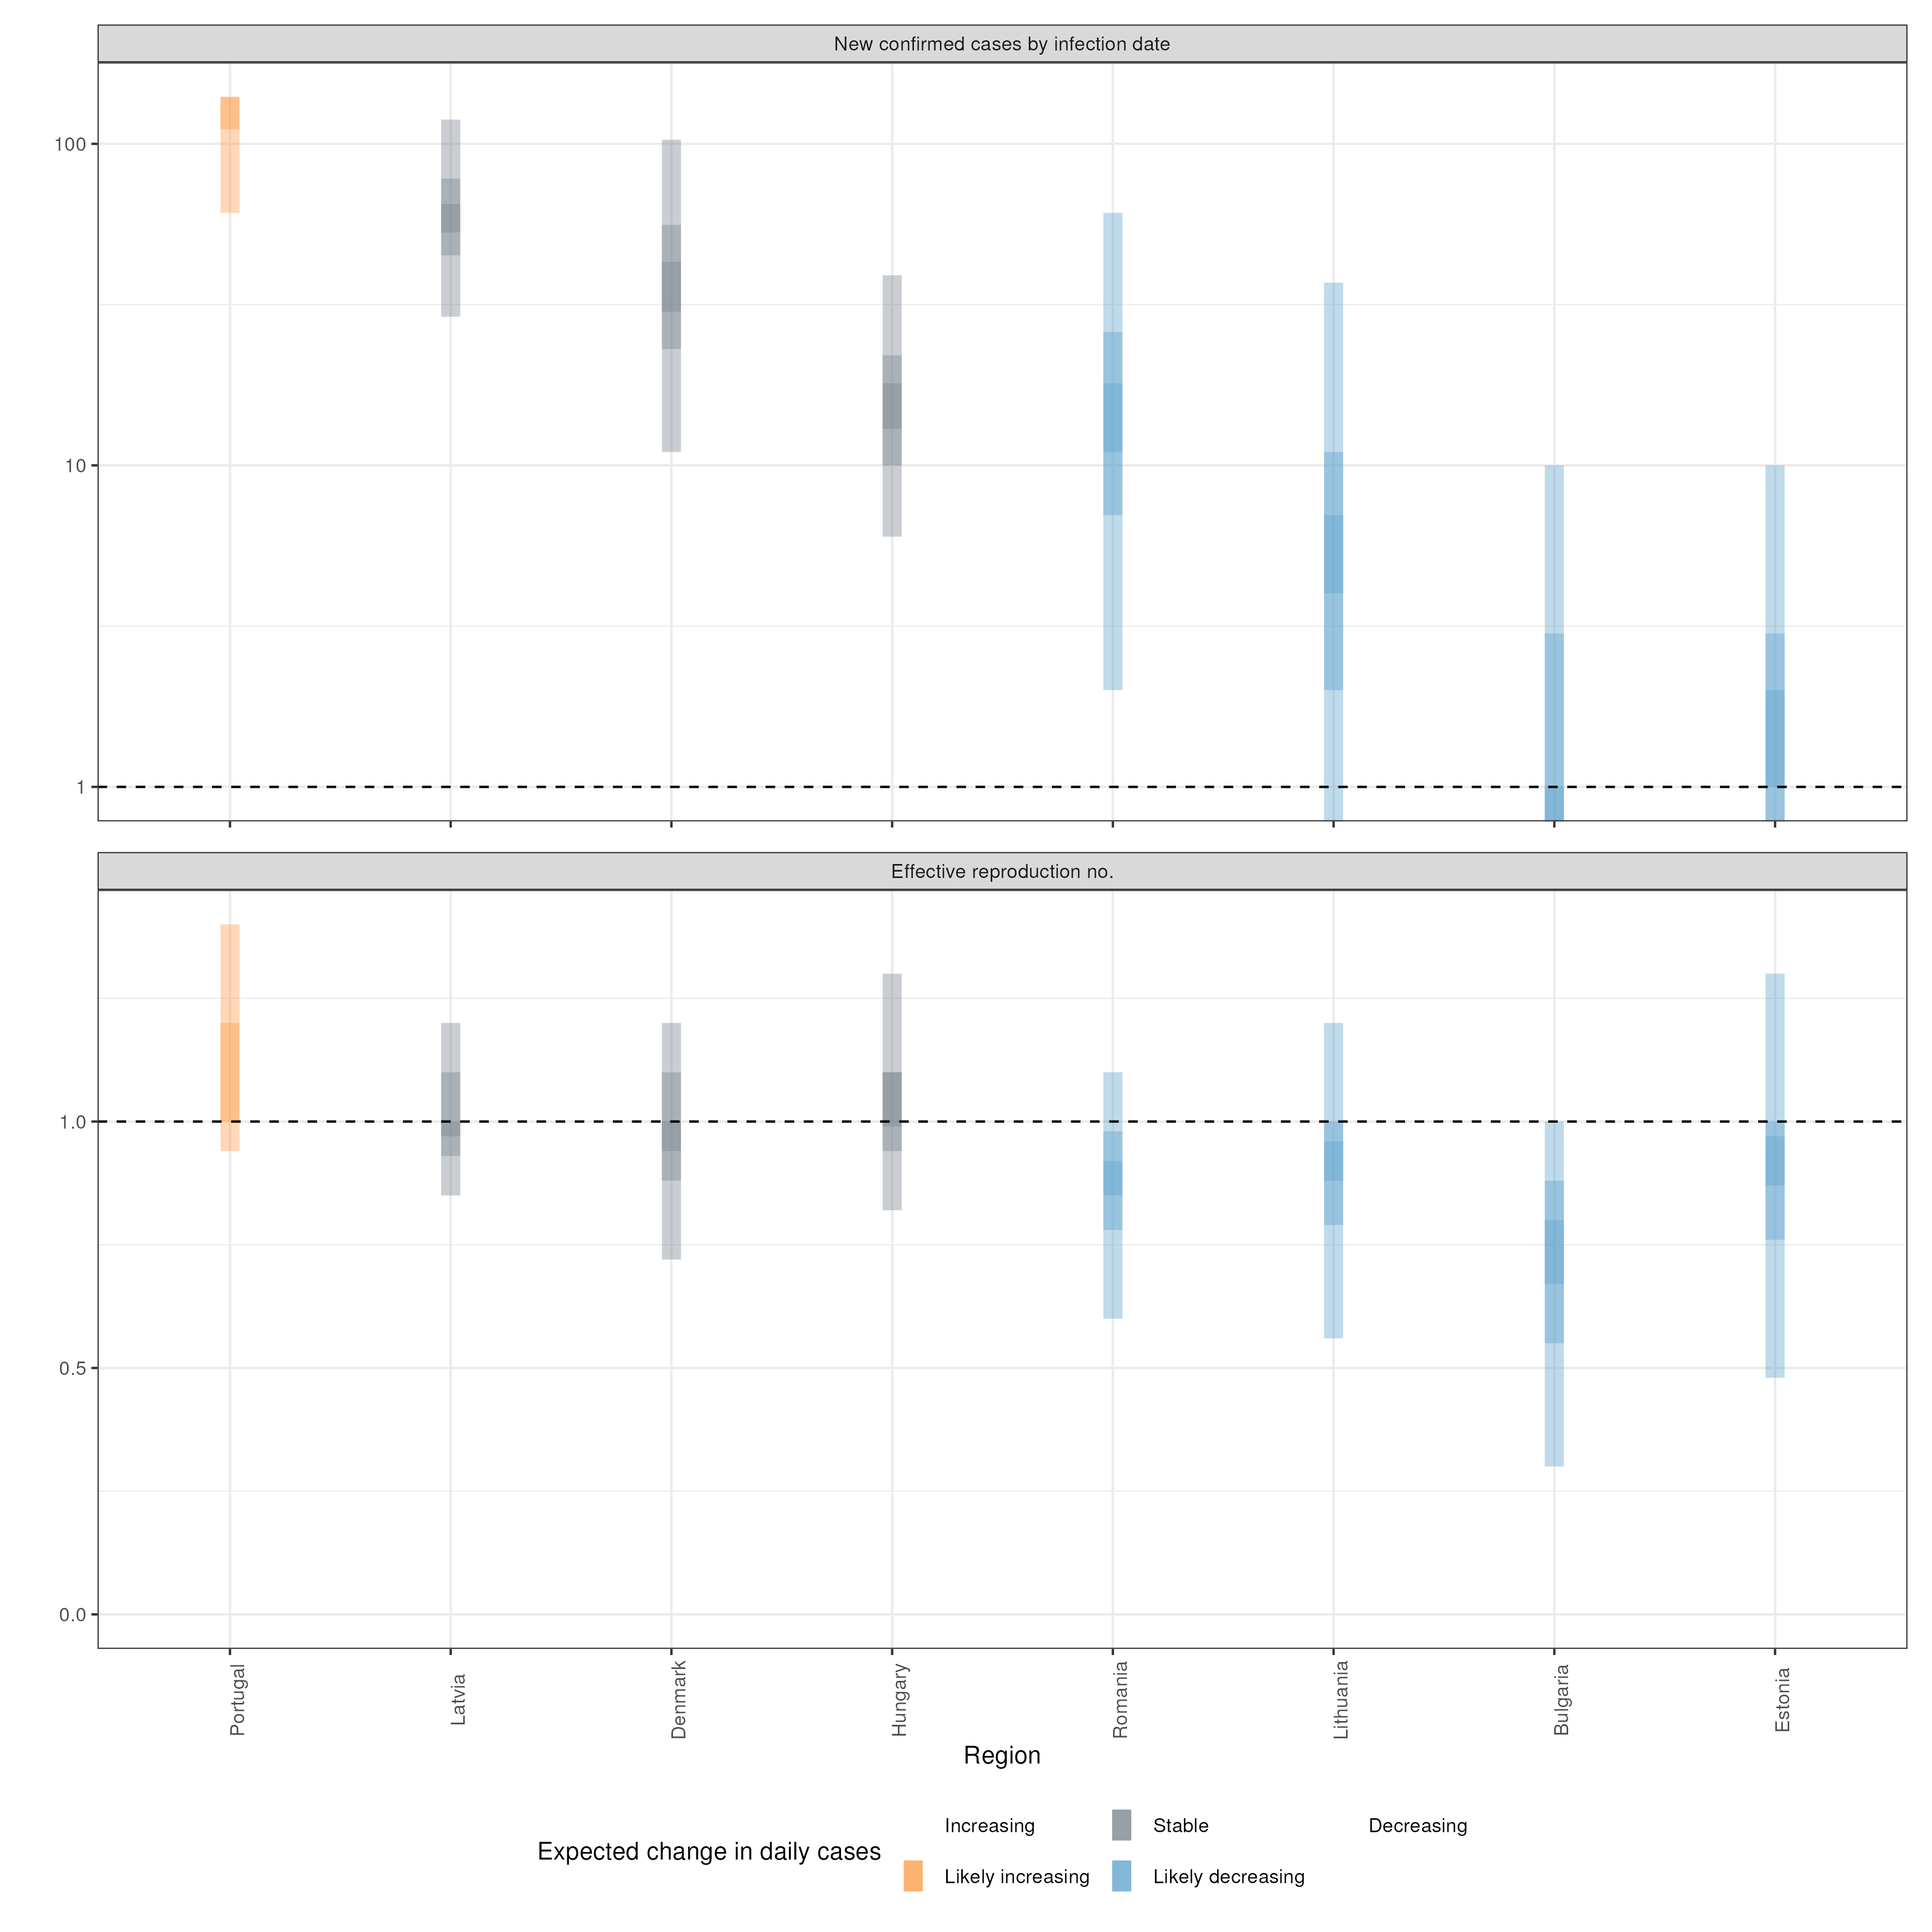 New confirmed cases by infection date
100
10
1
Effective reproduction no.
1.0
0.5
0.0
Portugal
Latvia
Denmark
Hungary
Romania
Lithuania
Bulgaria
Estonia
Region
Expected change in daily cases
Increasing
Stable
Decreasing
Likely increasing
Likely decreasing